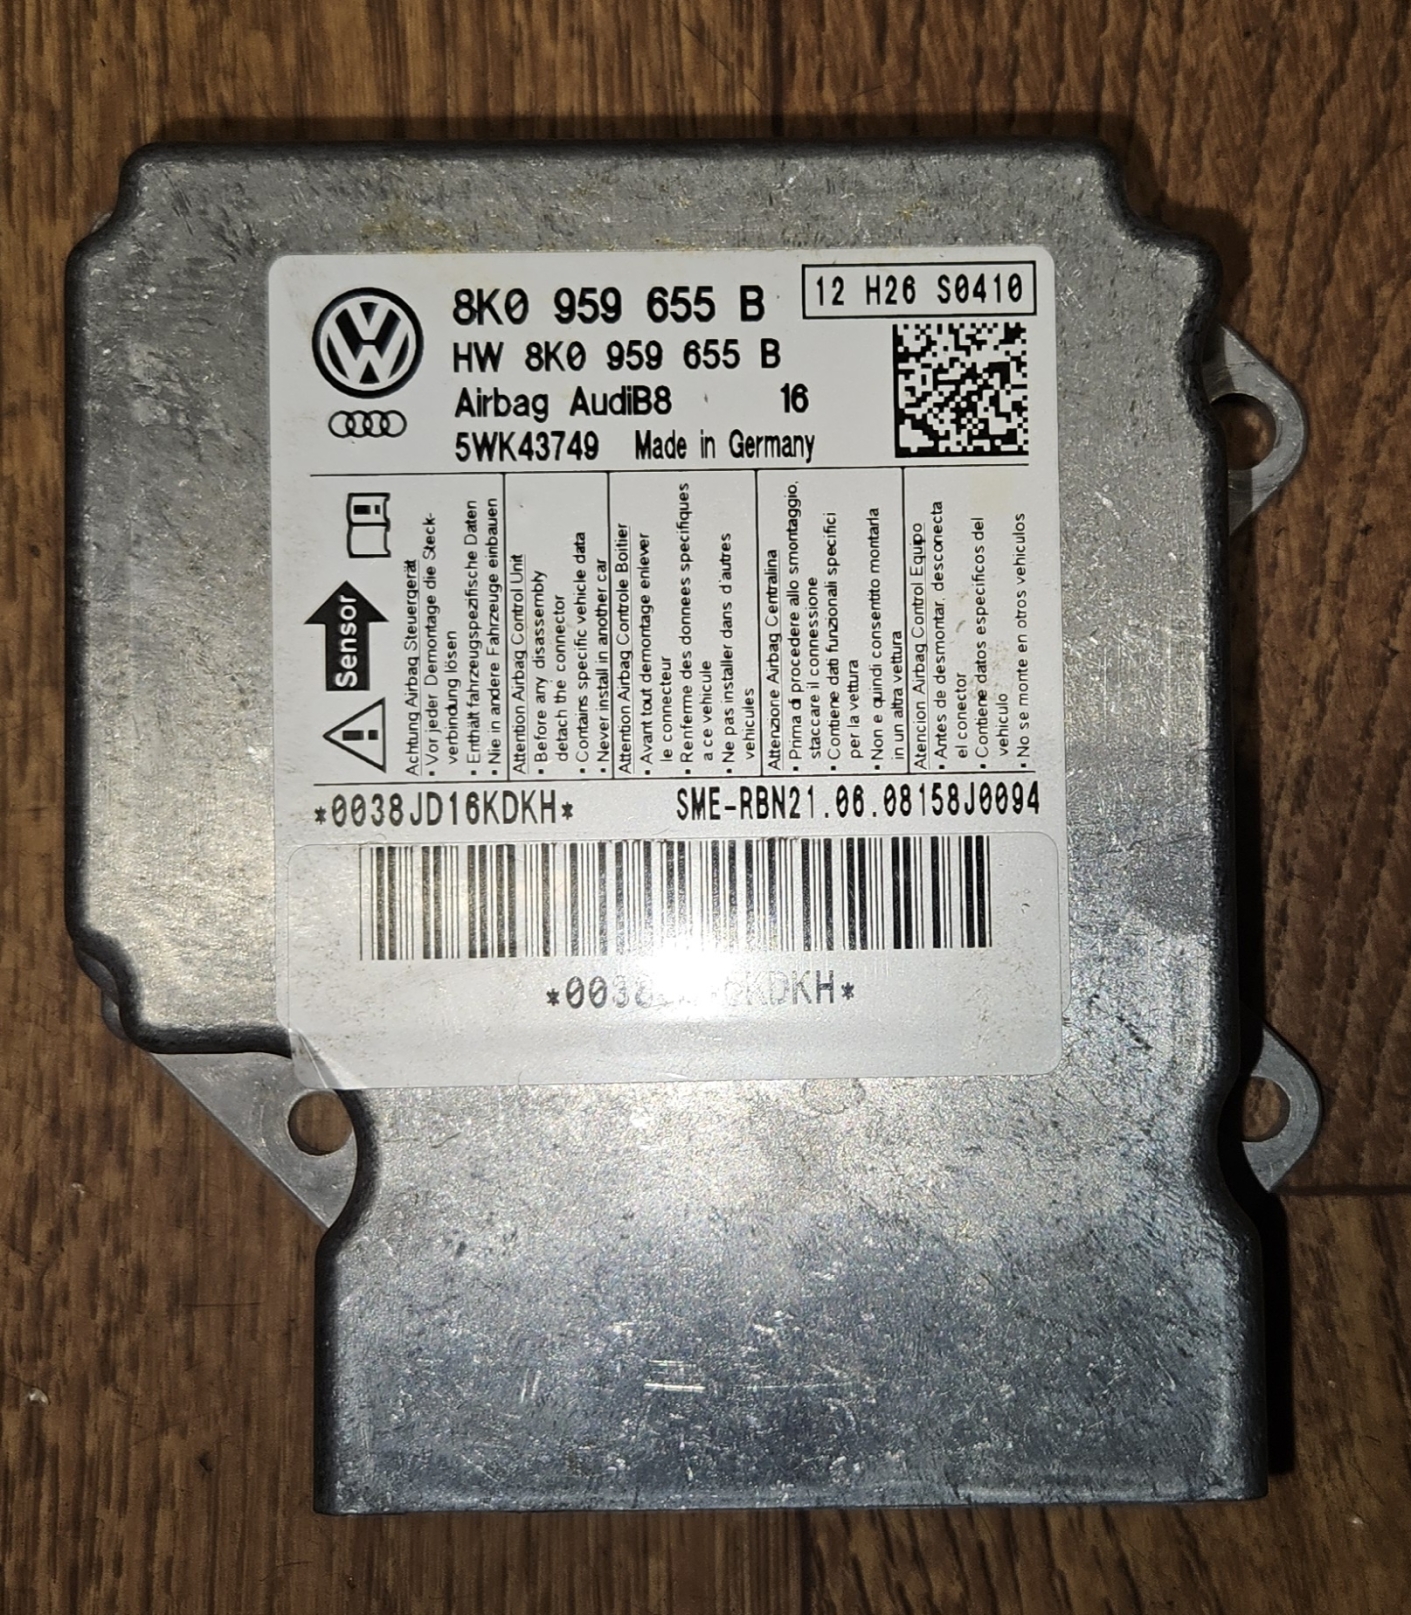 8K0 959 655 B
12 H26 S0410
HW 8K0 959 655 B
Airbag AudiB8 16
5WK43749 Made in Germany
Sensor
Achtung Airbag Steuergerät
• Vor jeder Demontage die Steck-
verbindung lösen
• Enthält fahrzeugspezifische Daten
• Nie in andere Fahrzeuge einbauen
Attention Airbag Control Unit
• Before any disassembly
detach the connector
• Contains specific vehicle data
• Never install in another car
Attention Airbag Controle Boitier
• Avant tout demontage enlever
le connecteur
• Renferme des donnees specifiques
a ce vehicule
• Ne pas installer dans d'autres
vehicules
Attenzione Airbag Centralina
• Prima di procedere allo smontaggio,
staccare il connessione
• Contiene dati funzionali specifici
per la vettura
• Non e quindi consentito montarla
in un altra vettura
Atencion Airbag Control Equipo
• Antes de desmontar, desconecta
el conector
• Contiene datos especificos del
vehiculo
• No se monte en otros vehiculos
*0038JD16KDKH* SME-RBN21.06.08158J0094
*0038JD16KDKH*